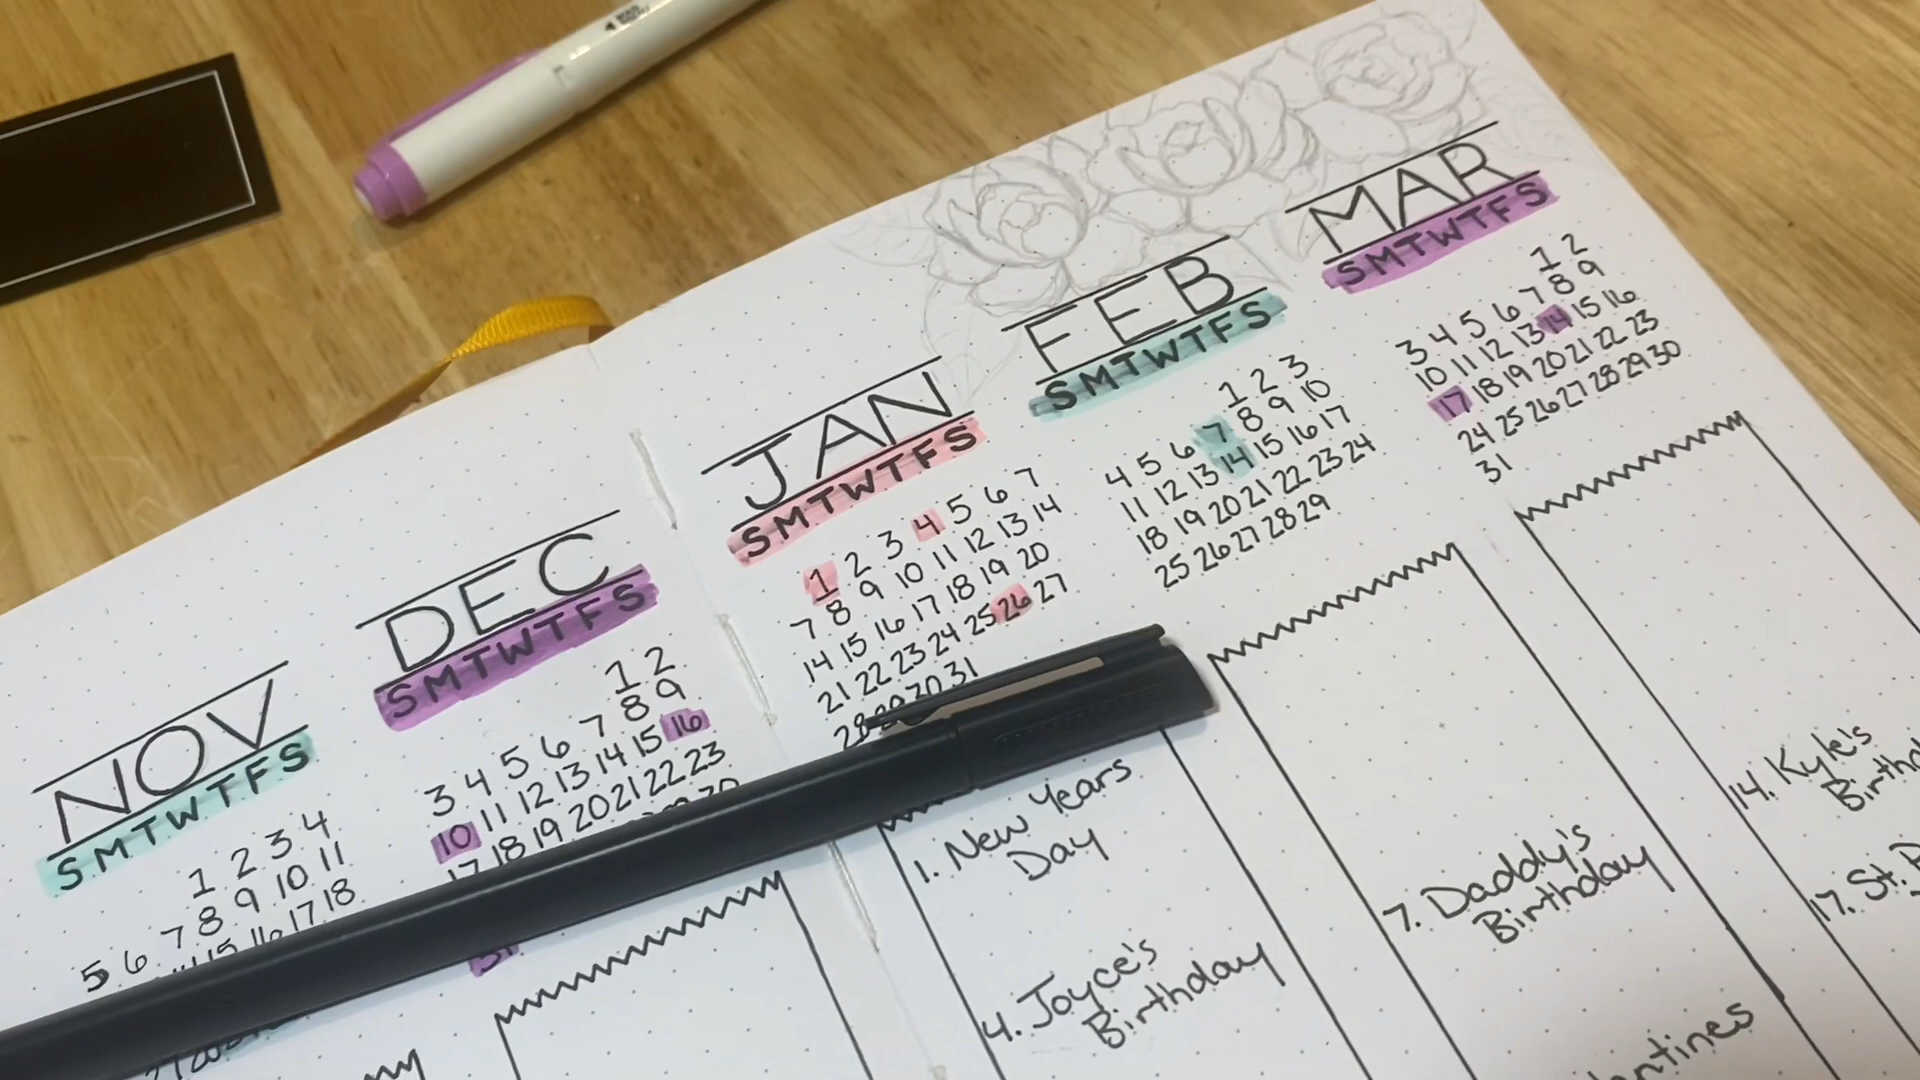 NOV
SMTWTFS
1 2 3 4
5 6 7 8 9 10 11
15 16 17 18
DEC
SMTWTFS
1 2
3 4 5 6 7 8 9
10 11 12 13 14 15 16
17 18 19 20 21 22 23
30
31
JAN
SMTWTFS
1 2 3 4 5 6 7
7 8 9 10 11 12 13 14
14 15 16 17 18 19 20
21 22 23 24 25 26 27
28 29 30 31
FEB
SMTWTFS
1 2 3
4 5 6 7 8 9 10
11 12 13 14 15 16 17
18 19 20 21 22 23 24
25 26 27 28 29
MAR
SMTWTFS
1 2
3 4 5 6 7 8 9
10 11 12 13 14 15 16
17 18 19 20 21 22 23
24 25 26 27 28 29 30
31
1. New Years
Day
4. Joyce's
Birthday
7. Daddy's
Birthday
14. Kyle's
17. St.